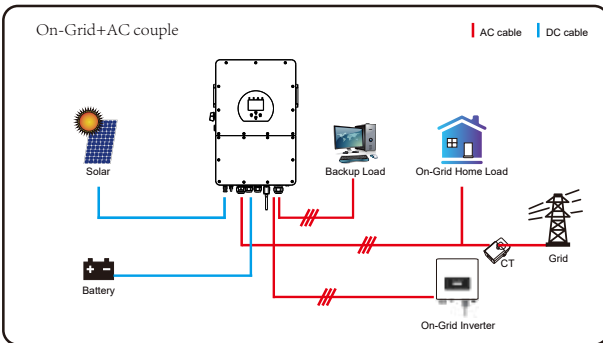 On-Grid+AC couple
AC cable
DC cable
Solar
Backup Load
On-Grid Home Load
CT
Grid
Battery
On-Grid Inverter